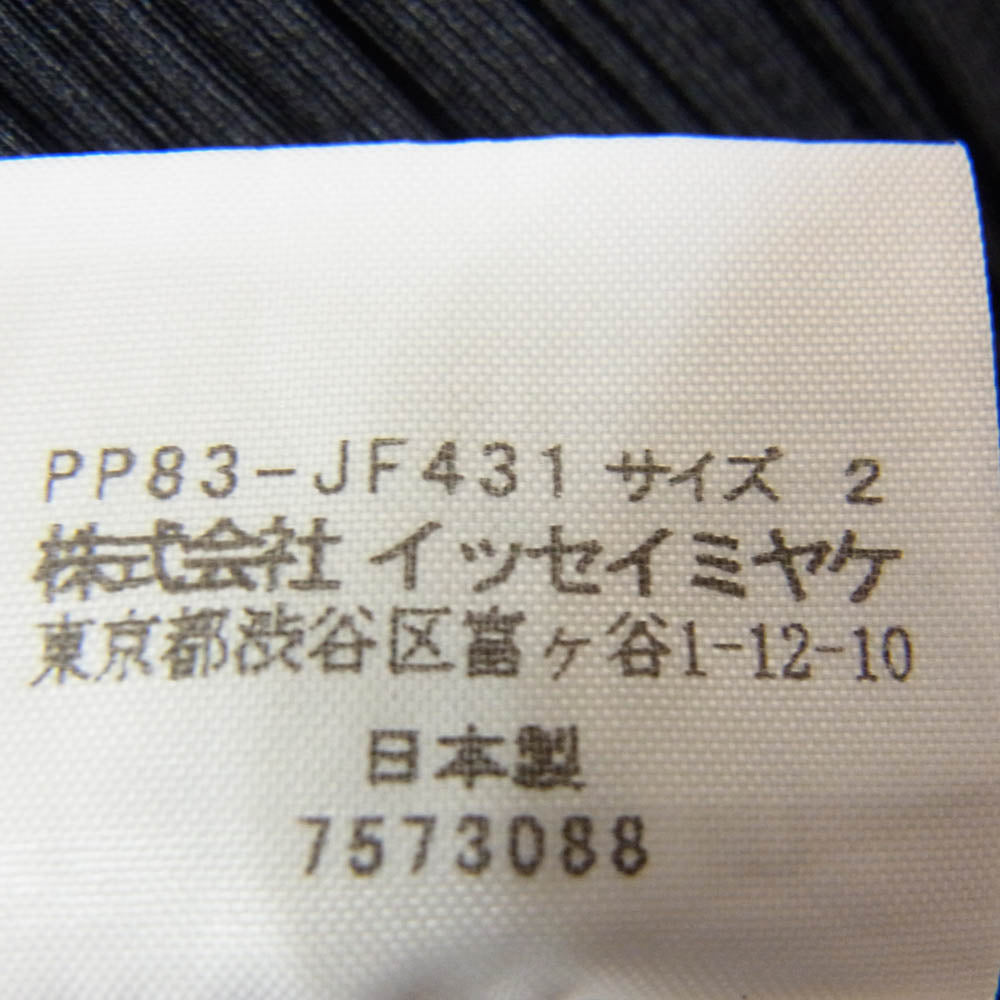 PP83-JF431 サイズ 2
株式会社 イッセイミヤケ
東京都渋谷区富ヶ谷1-12-10
日本製
7573088